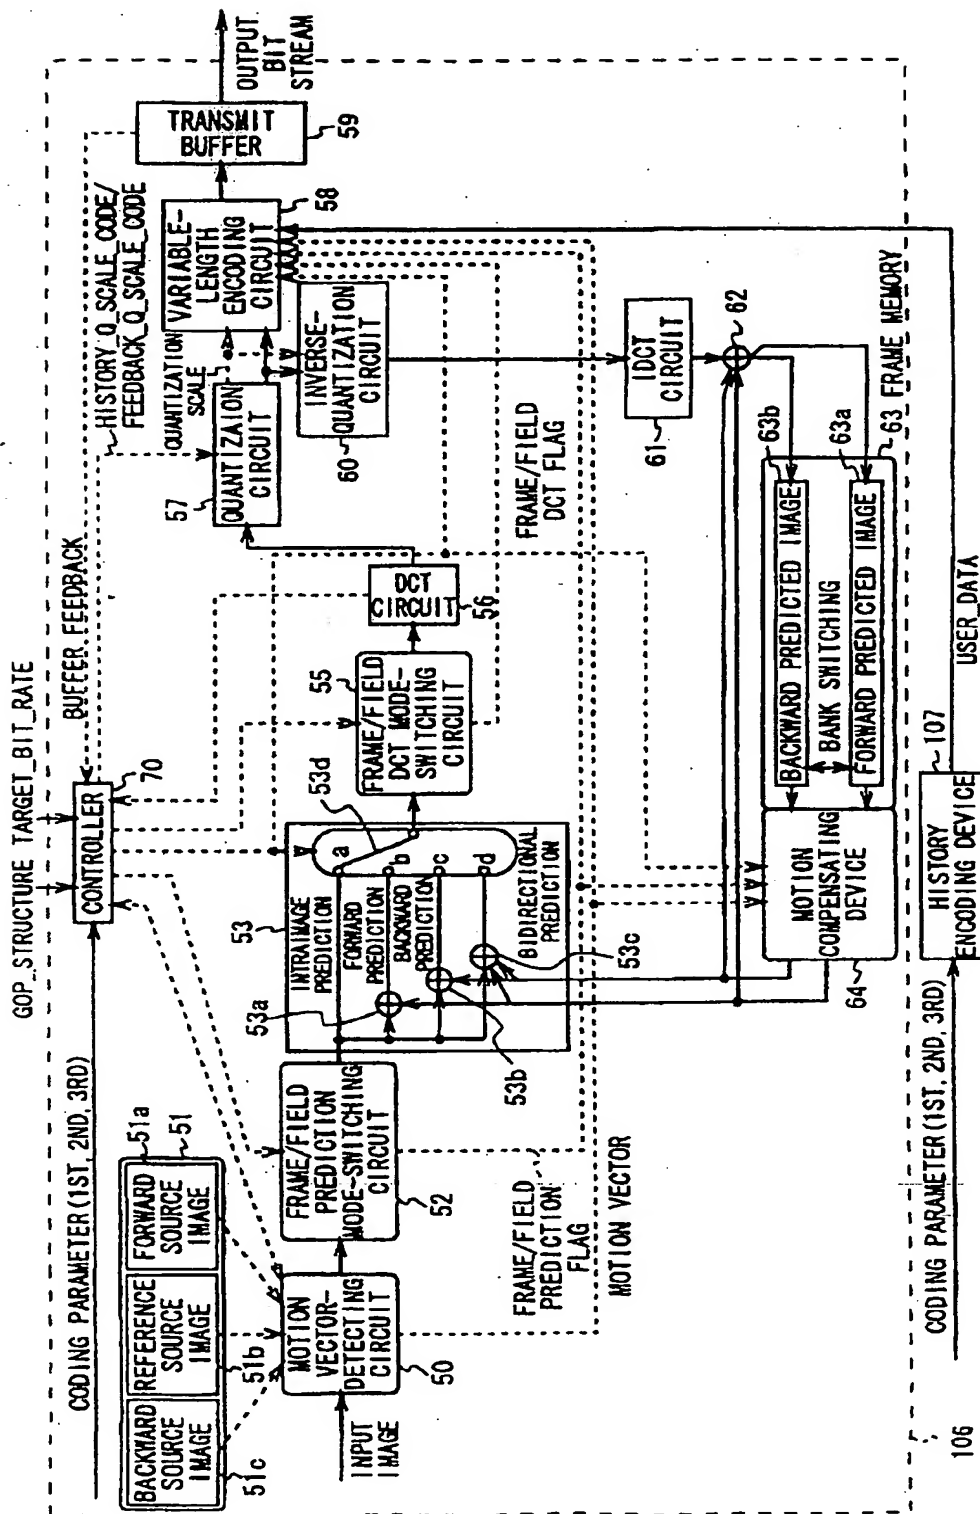 GOP_STRUCTURE TARGET_BIT_RATE
CODING PARAMETER(1ST, 2ND, 3RD)
BUFFER FEEDBACK
CONTROLLER
70
BACKWARD
SOURCE
IMAGE
51c
REFERENCE
SOURCE
IMAGE
51b
FORWARD
SOURCE
IMAGE
51a
51
INPUT
IMAGE
MOTION
VECTOR-
DETECTING
CIRCUIT
50
FRAME/FIELD
PREDICTION
MODE-SWITCHING
CIRCUIT
52
53
INTRAIMAGE
PREDICTION
FORWARD
PREDICTION
BACKWARD
PREDICTION
BIDIRECTIONAL
PREDICTION
53a
53b
53c
53d
a
b
c
d
FRAME/FIELD
DCT MODE-
SWITCHING
CIRCUIT
55
DCT
CIRCUIT
56
HISTORY_Q_SCALE_CODE/
FEEDBACK_Q_SCALE_CODE
QUANTIZAION
CIRCUIT
57
QUANTIZATION
SCALE
VARIABLE-
LENGTH
ENCODING
CIRCUIT
58
TRANSMIT
BUFFER
59
OUTPUT
BIT
STREAM
INVERSE-
QUANTIZATION
CIRCUIT
60
FRAME/FIELD
DCT FLAG
FRAME/FIELD
PREDICTION
FLAG
MOTION VECTOR
IDCT
CIRCUIT
61
62
63 FRAME MEMORY
63b
BACKWARD PREDICTED IMAGE
BANK SWITCHING
63a
FORWARD PREDICTED IMAGE
MOTION
COMPENSATING
DEVICE
64
CODING PARAMETER(1ST, 2ND, 3RD)
HISTORY
ENCODING DEVICE
107
USER_DATA
106